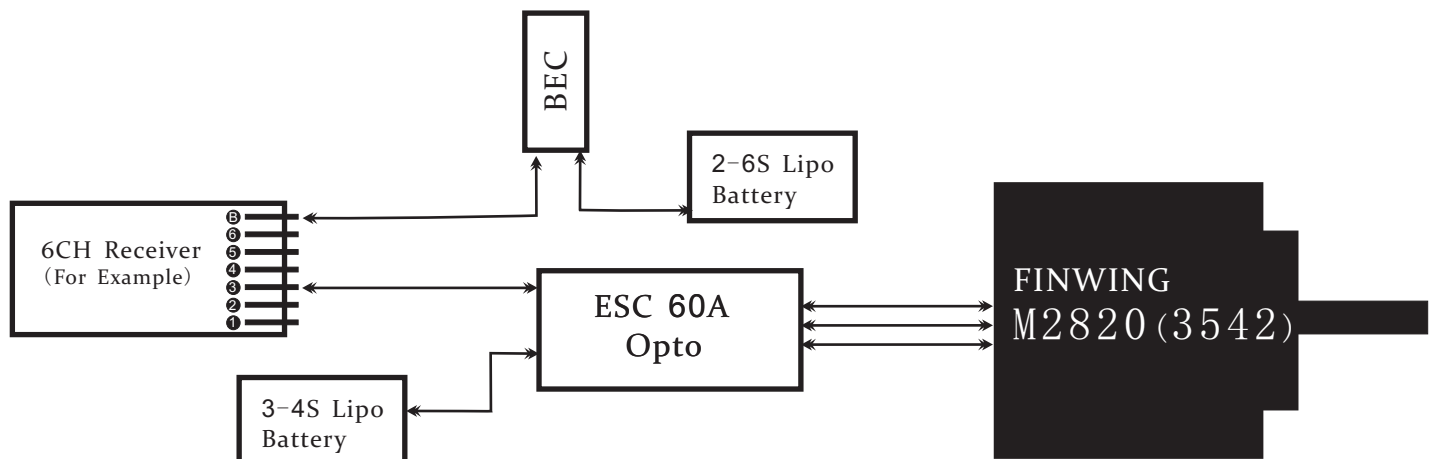 BEC
2-6S Lipo
Battery
6CH Receiver
(For Example)
B
6
5
4
3
2
1
ESC 60A
Opto
FINWING
M2820(3542)
3-4S Lipo
Battery